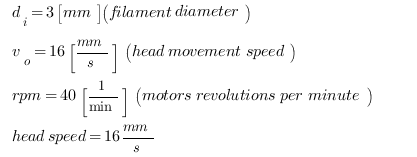 d_i = 3 [mm] (filament diameter)
v_o = 16 [mm/s] (head movement speed)
rpm = 40 [1/min] (motors revolutions per minute)
head speed = 16 mm/s